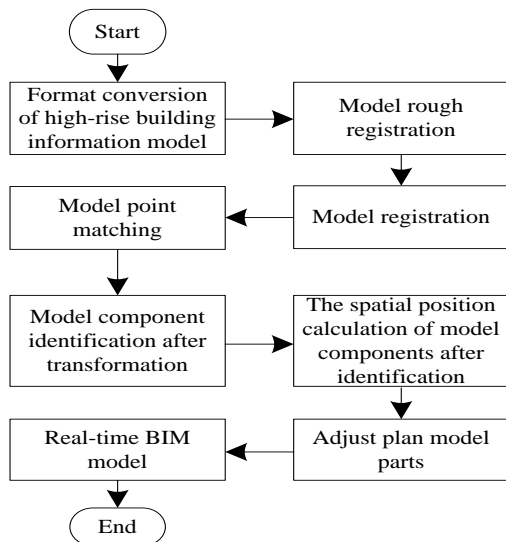 Start
Format conversion
of high-rise building
information model
Model rough
registration
Model registration
Model point
matching
Model component
identification after
transformation
The spatial position
calculation of model
components after
identification
Adjust plan model
parts
Real-time BIM
model
End